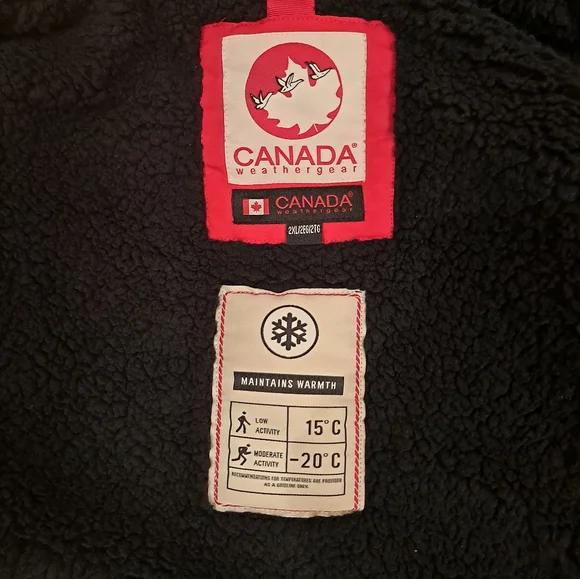 CANADA®
weathergear
CANADA®
weathergear
2XL/2EG/2TG
MAINTAINS WARMTH
LOW ACTIVITY 15°C
MODERATE ACTIVITY -20°C
RECOMMENDATIONS FOR TEMPERATURES ARE PROVIDED
AS A GUIDELINE ONLY.